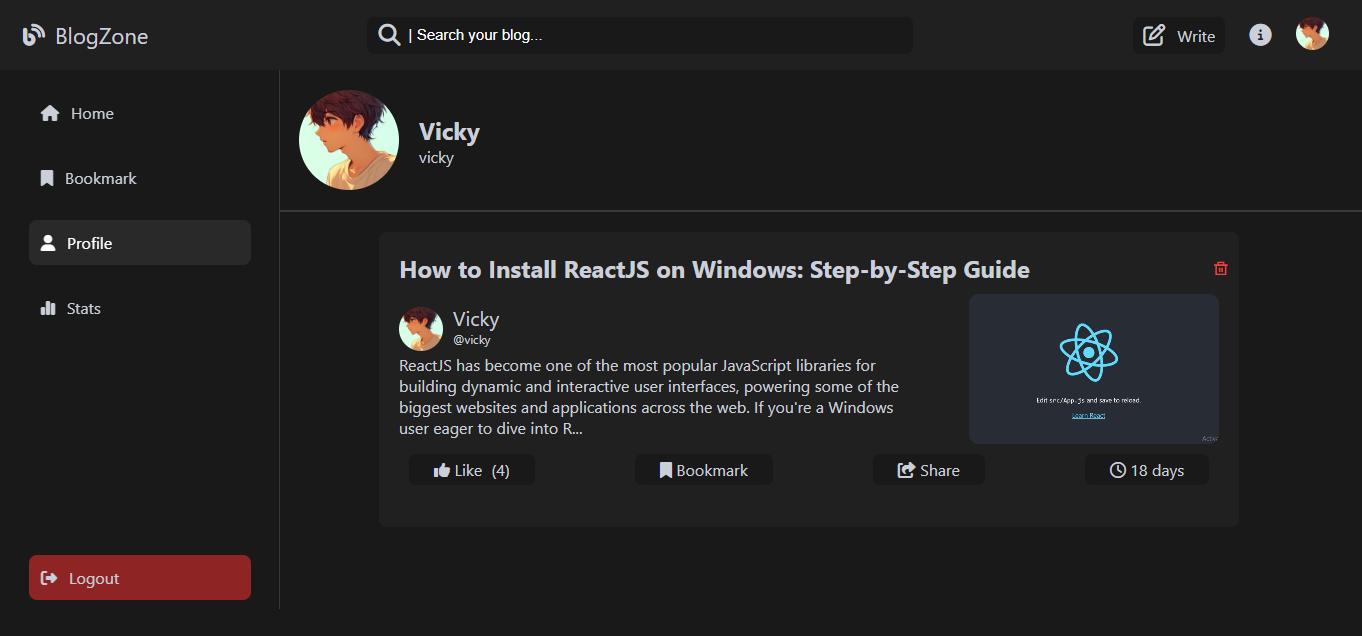 BlogZone
| Search your blog...
Write
Home
Bookmark
Profile
Stats
Logout
Vicky
vicky
How to Install ReactJS on Windows: Step-by-Step Guide
Vicky
@vicky
ReactJS has become one of the most popular JavaScript libraries for
building dynamic and interactive user interfaces, powering some of the
biggest websites and applications across the web. If you're a Windows
user eager to dive into R...
Edit src/App.js and save to reload.
Learn React
Activ
Like (4)
Bookmark
Share
18 days